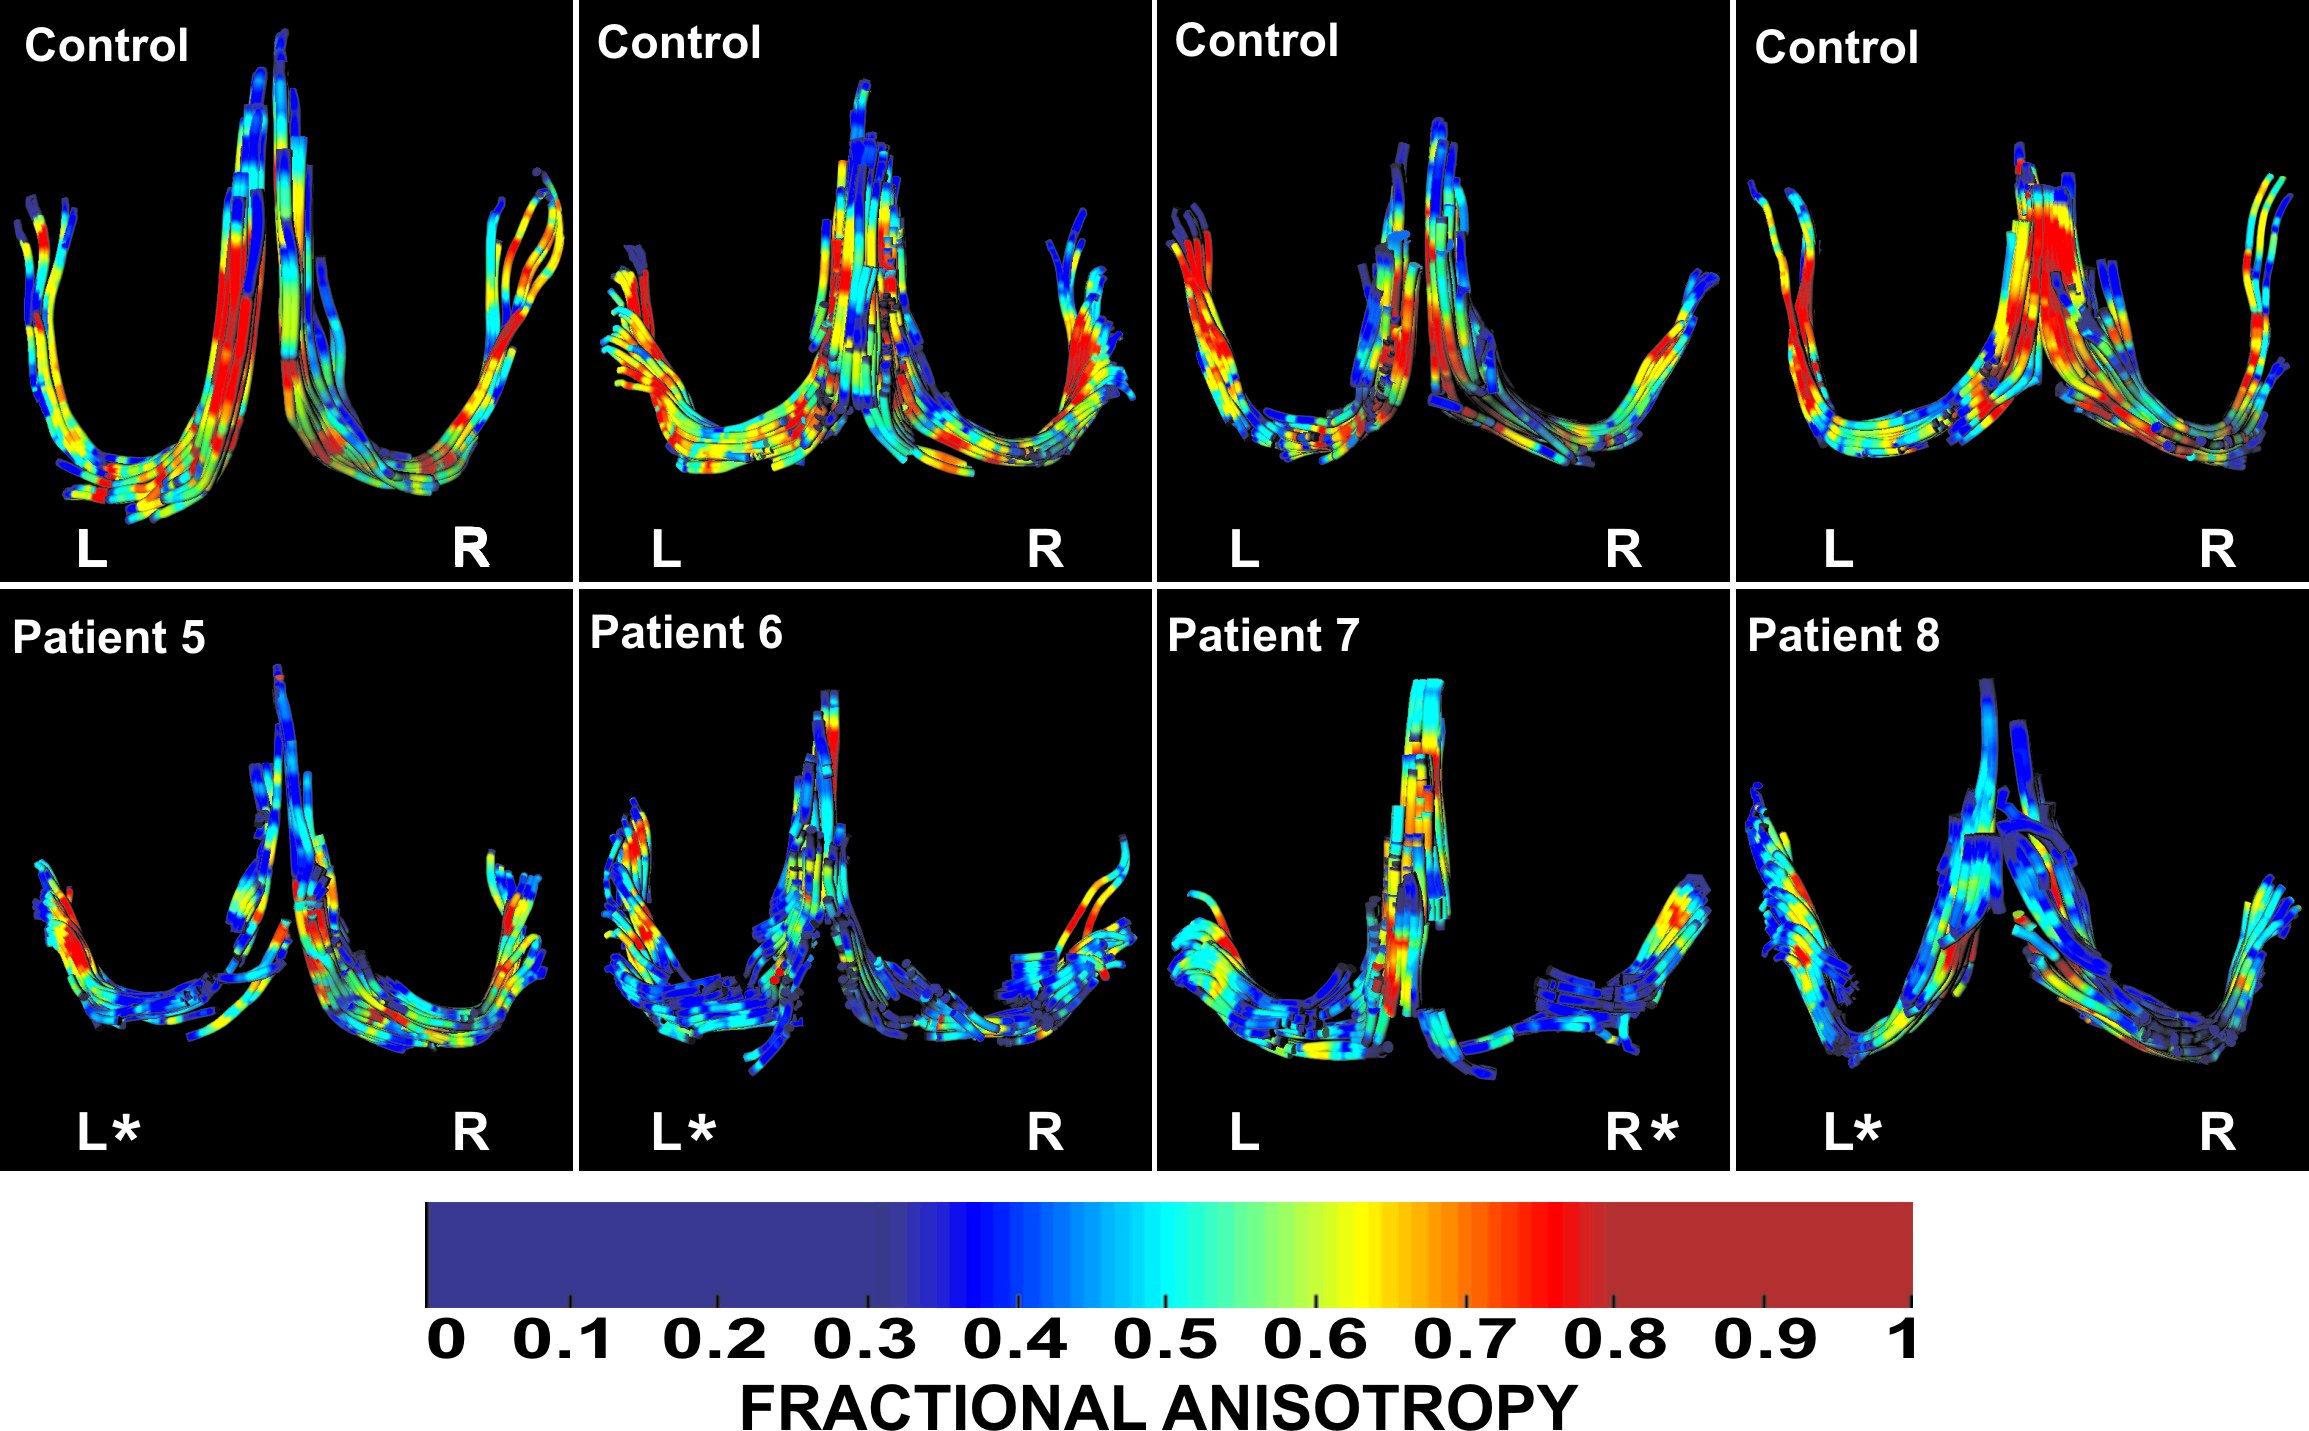 Control
Control
Control
Control
L R
L R
L R
L R
Patient 5
Patient 6
Patient 7
Patient 8
L* R
L* R
L R*
L* R
0 0.1 0.2 0.3 0.4 0.5 0.6 0.7 0.8 0.9 1
FRACTIONAL ANISOTROPY